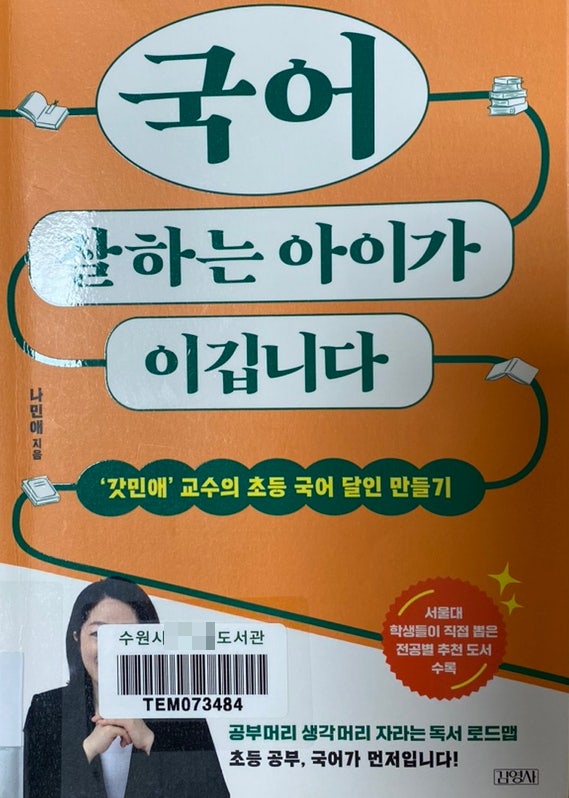 국어
잘하는 아이가
이깁니다
나민애 지음
‘갓민애’ 교수의 초등 국어 달인 만들기
서울대
학생들이 직접 뽑은
전공별 추천 도서
수록
수원시 도서관
TEM073484
공부머리 생각머리 자라는 독서 로드맵
초등 공부, 국어가 먼저입니다!
김영사